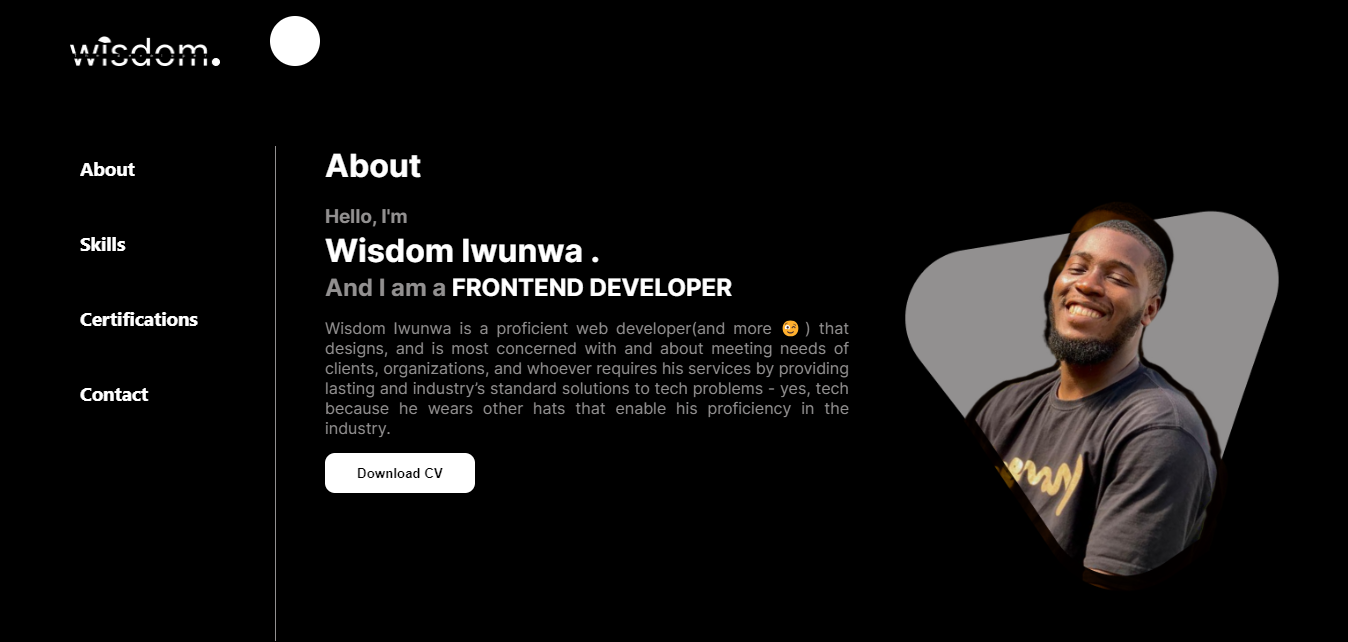 wisdom.
About
Skills
Certifications
Contact
About
Hello, I'm
Wisdom Iwunwa .
And I am a FRONTEND DEVELOPER
Wisdom Iwunwa is a proficient web developer(and more 😉 ) that
designs, and is most concerned with and about meeting needs of
clients, organizations, and whoever requires his services by providing
lasting and industry’s standard solutions to tech problems - yes, tech
because he wears other hats that enable his proficiency in the
industry.
Download CV